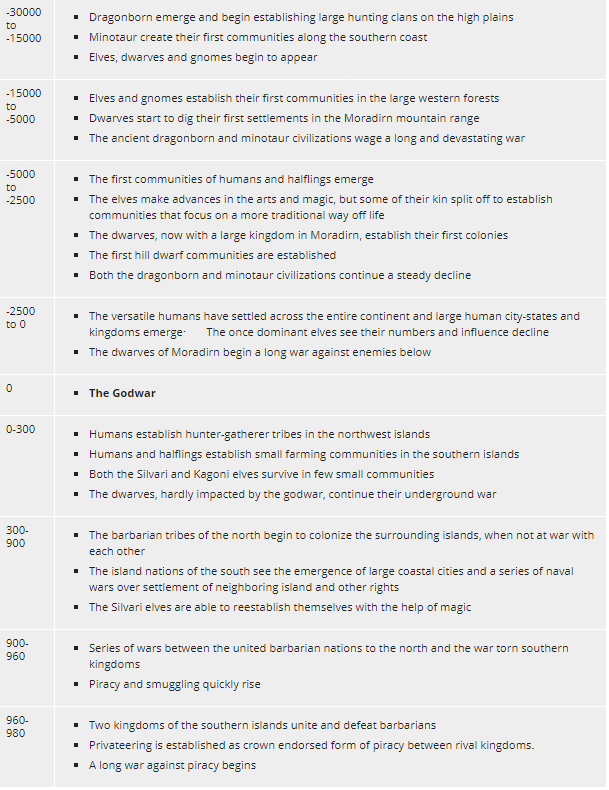 -30000
to
-15000
▪ Dragonborn emerge and begin establishing large hunting clans on the high plains
▪ Minotaur create their first communities along the southern coast
▪ Elves, dwarves and gnomes begin to appear
-15000
to
-5000
▪ Elves and gnomes establish their first communities in the large western forests
▪ Dwarves start to dig their first settlements in the Moradirn mountain range
▪ The ancient dragonborn and minotaur civilizations wage a long and devastating war
-5000
to
-2500
▪ The first communities of humans and halflings emerge
▪ The elves make advances in the arts and magic, but some of their kin split off to establish
communities that focus on a more traditional way off life
▪ The dwarves, now with a large kingdom in Moradirn, establish their first colonies
▪ The first hill dwarf communities are established
▪ Both the dragonborn and minotaur civilizations continue a steady decline
-2500
to 0
▪ The versatile humans have settled across the entire continent and large human city-states and
kingdoms emerge· The once dominant elves see their numbers and influence decline
▪ The dwarves of Moradirn begin a long war against enemies below
0
▪ The Godwar
0-300
▪ Humans establish hunter-gatherer tribes in the northwest islands
▪ Humans and halflings establish small farming communities in the southern islands
▪ Both the Silvari and Kagoni elves survive in few small communities
▪ The dwarves, hardly impacted by the godwar, continue their underground war
300-
900
▪ The barbarian tribes of the north begin to colonize the surrounding islands, when not at war with
each other
▪ The island nations of the south see the emergence of large coastal cities and a series of naval
wars over settlement of neighboring island and other rights
▪ The Silvari elves are able to reestablish themselves with the help of magic
900-
960
▪ Series of wars between the united barbarian nations to the north and the war torn southern
kingdoms
▪ Piracy and smuggling quickly rise
960-
980
▪ Two kingdoms of the southern islands unite and defeat barbarians
▪ Privateering is established as crown endorsed form of piracy between rival kingdoms.
▪ A long war against piracy begins